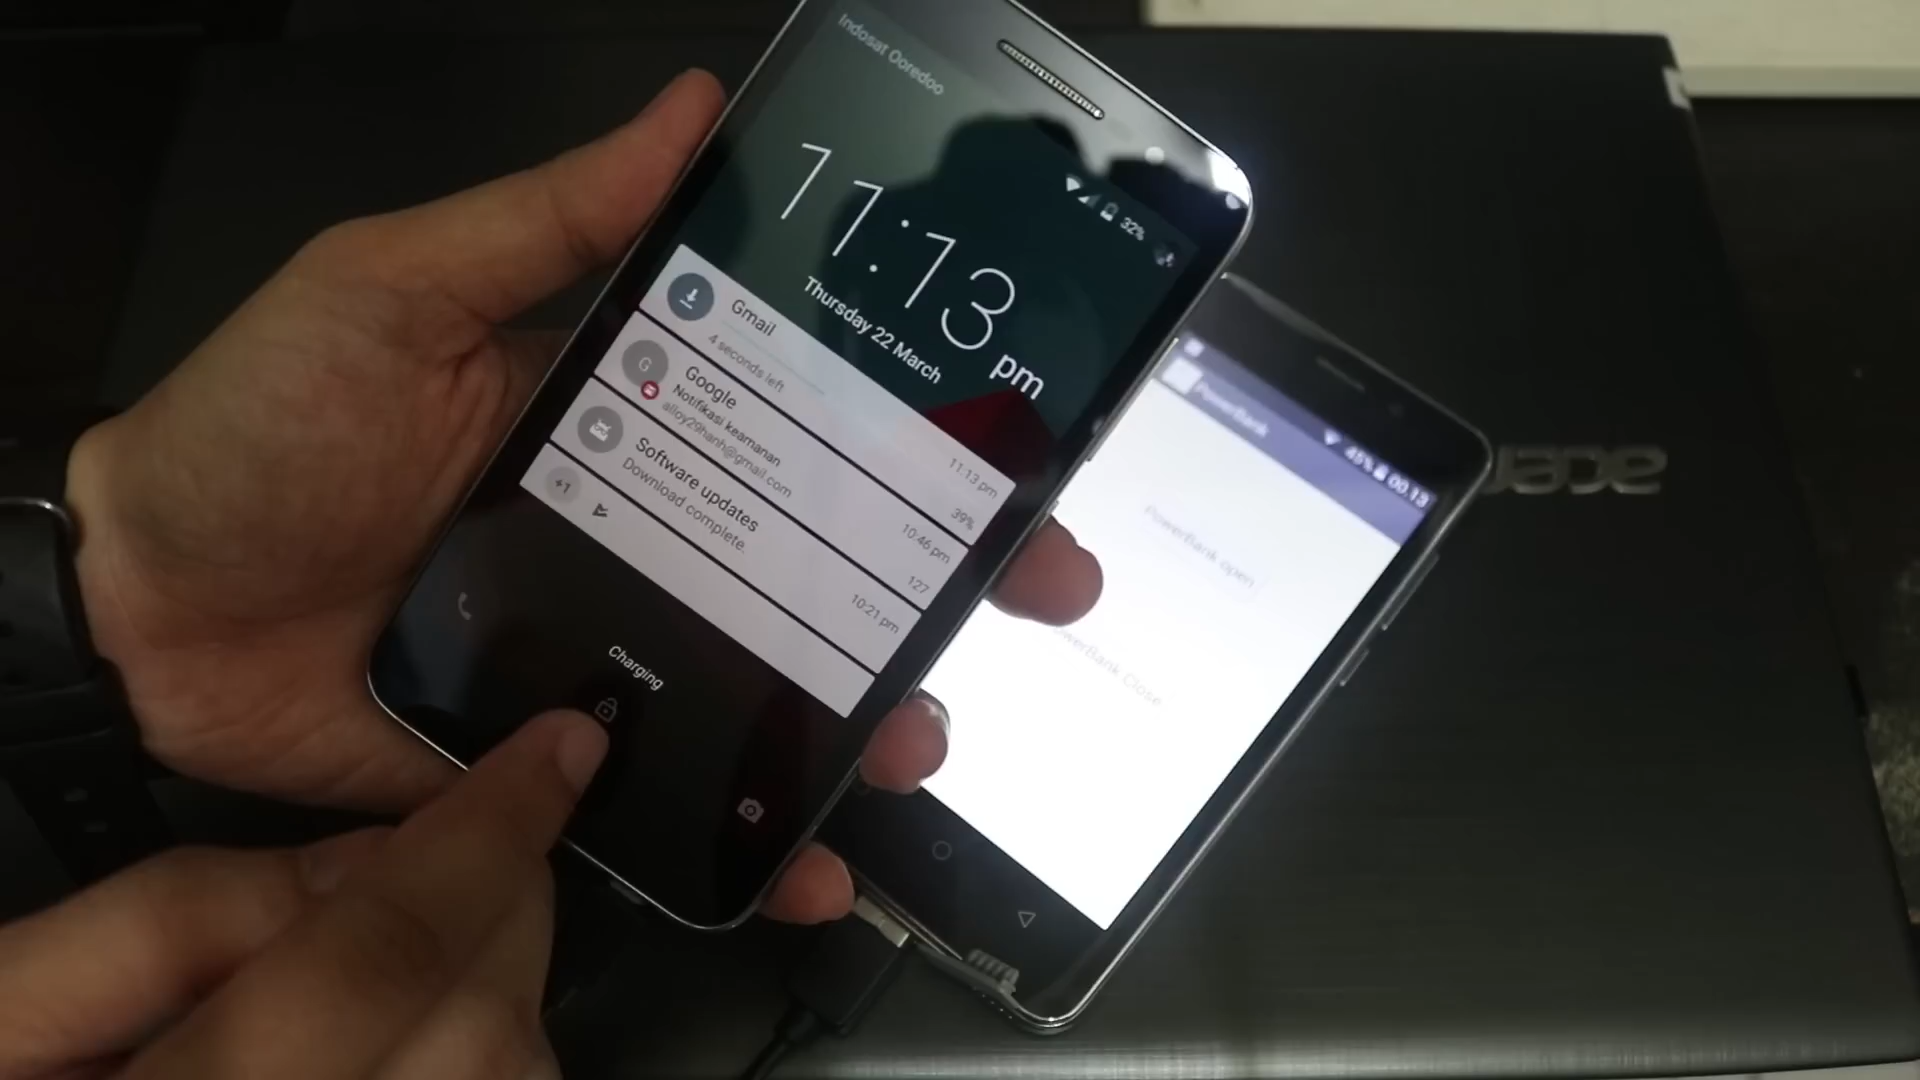 Indosat Ooredoo
32%
11:13 pm
Thursday 22 March
Gmail
11:13 pm
4 seconds left
39%
Google
10:46 pm
Notifikasi keamanan
alloy29hanh@gmail.com
127
Software updates
10:21 pm
Download complete.
+1
Charging
PowerBank
45% 00.13
PowerBank open
PowerBank Close
acer